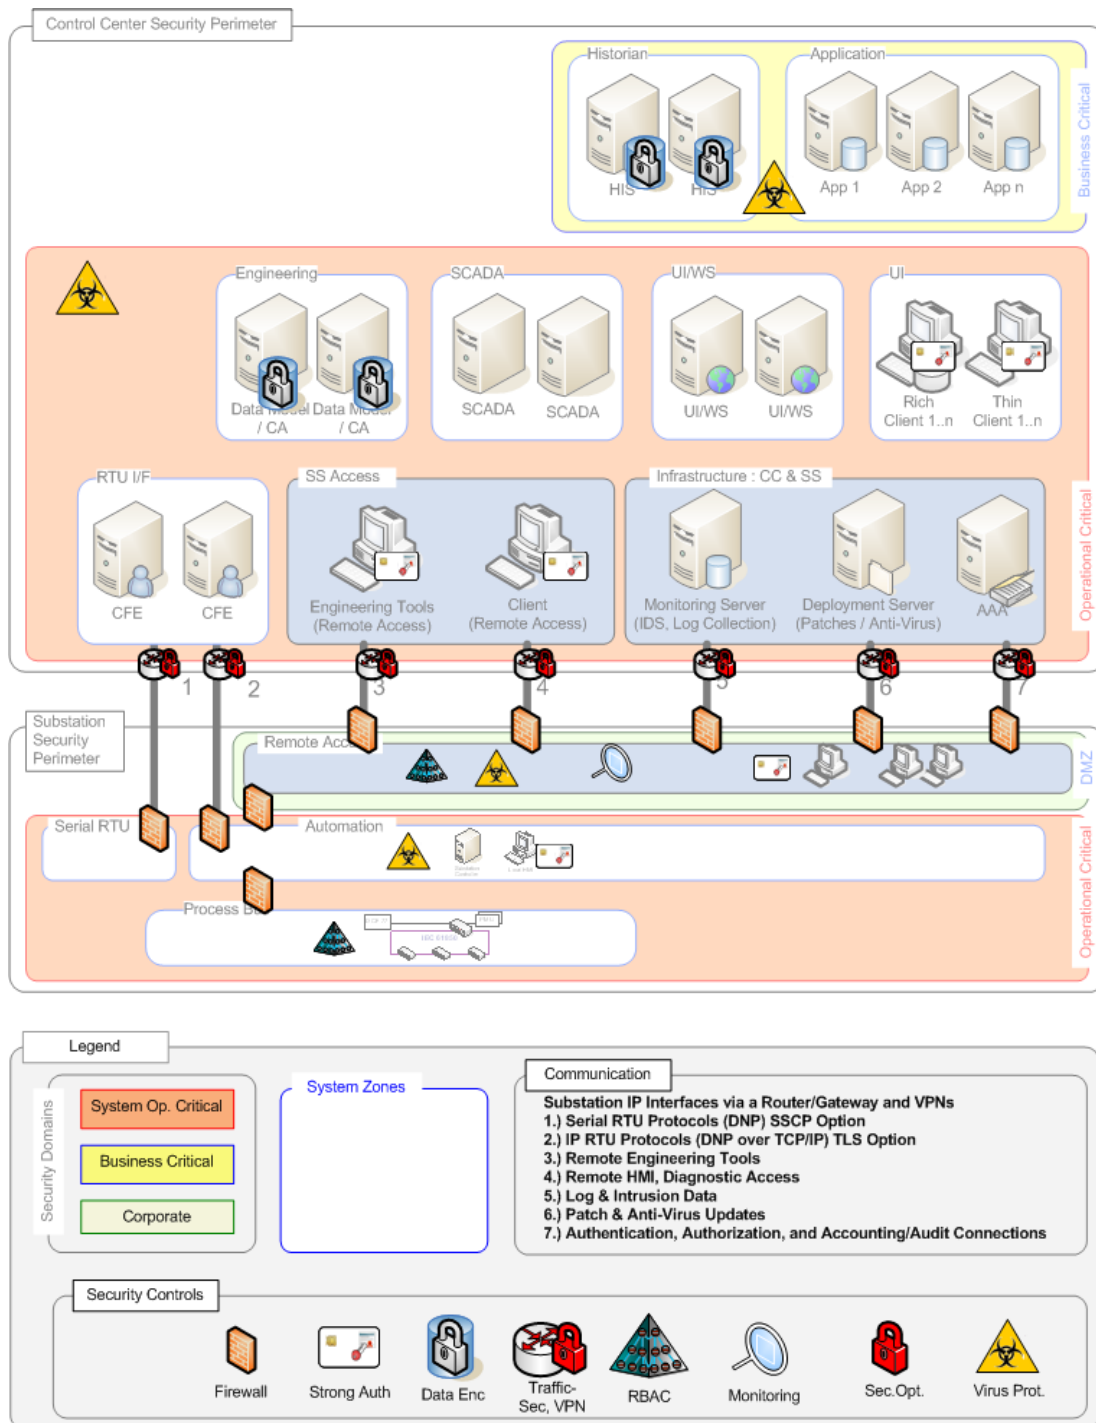 Control Center Security Perimeter
Historian
Application
HIS
HIS
App 1
App 2
App n
Business Critical
Engineering
SCADA
UI/WS
UI
Data Model
/ CA
Data Model
/ CA
SCADA
SCADA
UI/WS
UI/WS
Rich
Client 1..n
Thin
Client 1..n
RTU I/F
SS Access
Infrastructure : CC & SS
CFE
CFE
Engineering Tools
(Remote Access)
Client
(Remote Access)
Monitoring Server
(IDS, Log Collection)
Deployment Server
(Patches / Anti-Virus)
AAA
Operational Critical
1
2
3
4
5
6
7
Substation
Security
Perimeter
Remote Access
DMZ
Serial RTU
Automation
Process
IEC 61850
Operational Critical
Legend
Security Domains
System Op. Critical
Business Critical
Corporate
System Zones
Communication
Substation IP Interfaces via a Router/Gateway and VPNs
1.) Serial RTU Protocols (DNP) SSCP Option
2.) IP RTU Protocols (DNP over TCP/IP) TLS Option
3.) Remote Engineering Tools
4.) Remote HMI, Diagnostic Access
5.) Log & Intrusion Data
6.) Patch & Anti-Virus Updates
7.) Authentication, Authorization, and Accounting/Audit Connections
Security Controls
Firewall
Strong Auth
Data Enc
Traffic-
Sec, VPN
RBAC
Monitoring
Sec.Opt.
Virus Prot.